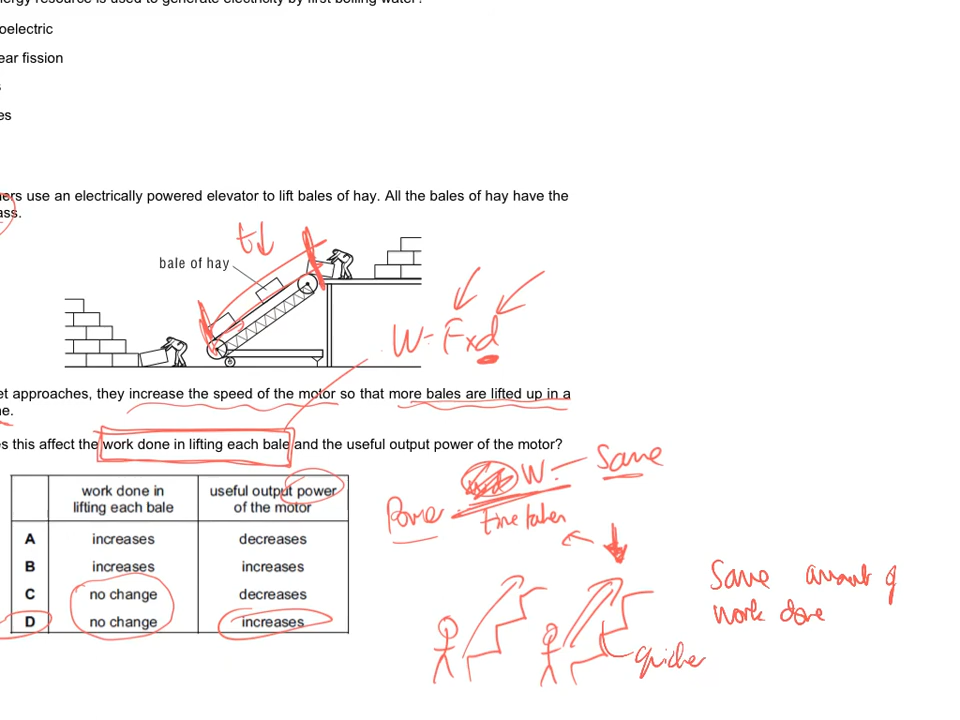 oelectric
ear fission
es
ers use an electrically powered elevator to lift bales of hay. All the bales of hay have the
ass.
t↓
bale of hay
W = F x d
et approaches, they increase the speed of the motor so that more bales are lifted up in a
e.
s this affect the work done in lifting each bale and the useful output power of the motor?
work done in lifting each bale useful output power of the motor
A increases decreases
B increases increases
C no change decreases
D no change increases
Power = W - Same
time taken
Same amount of
work done
quicker